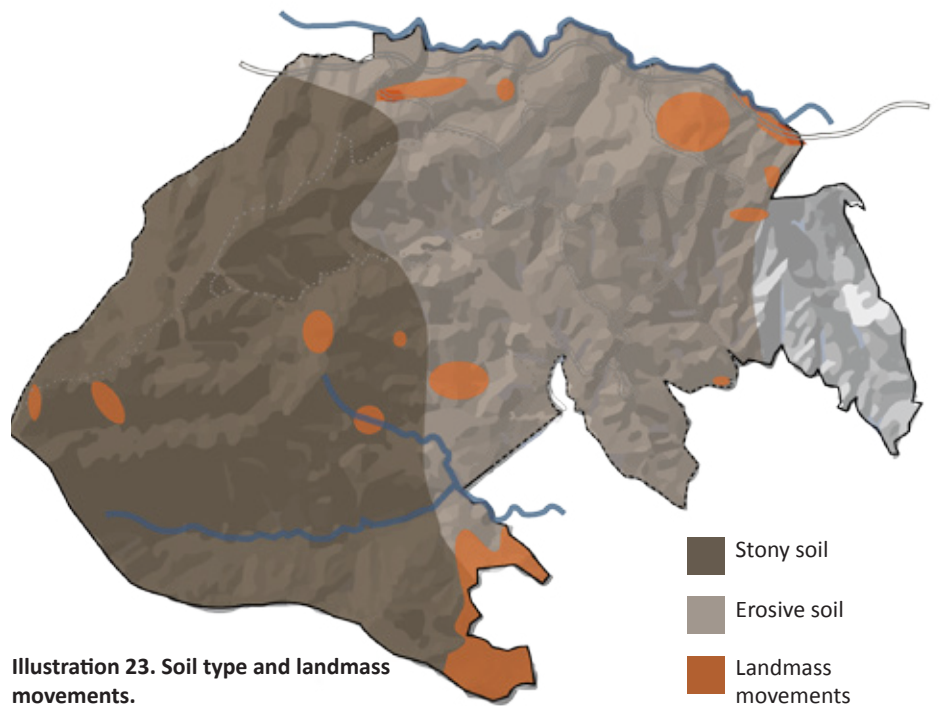 Stony soil
Erosive soil
Landmass
movements
Illustration 23. Soil type and landmass
movements.